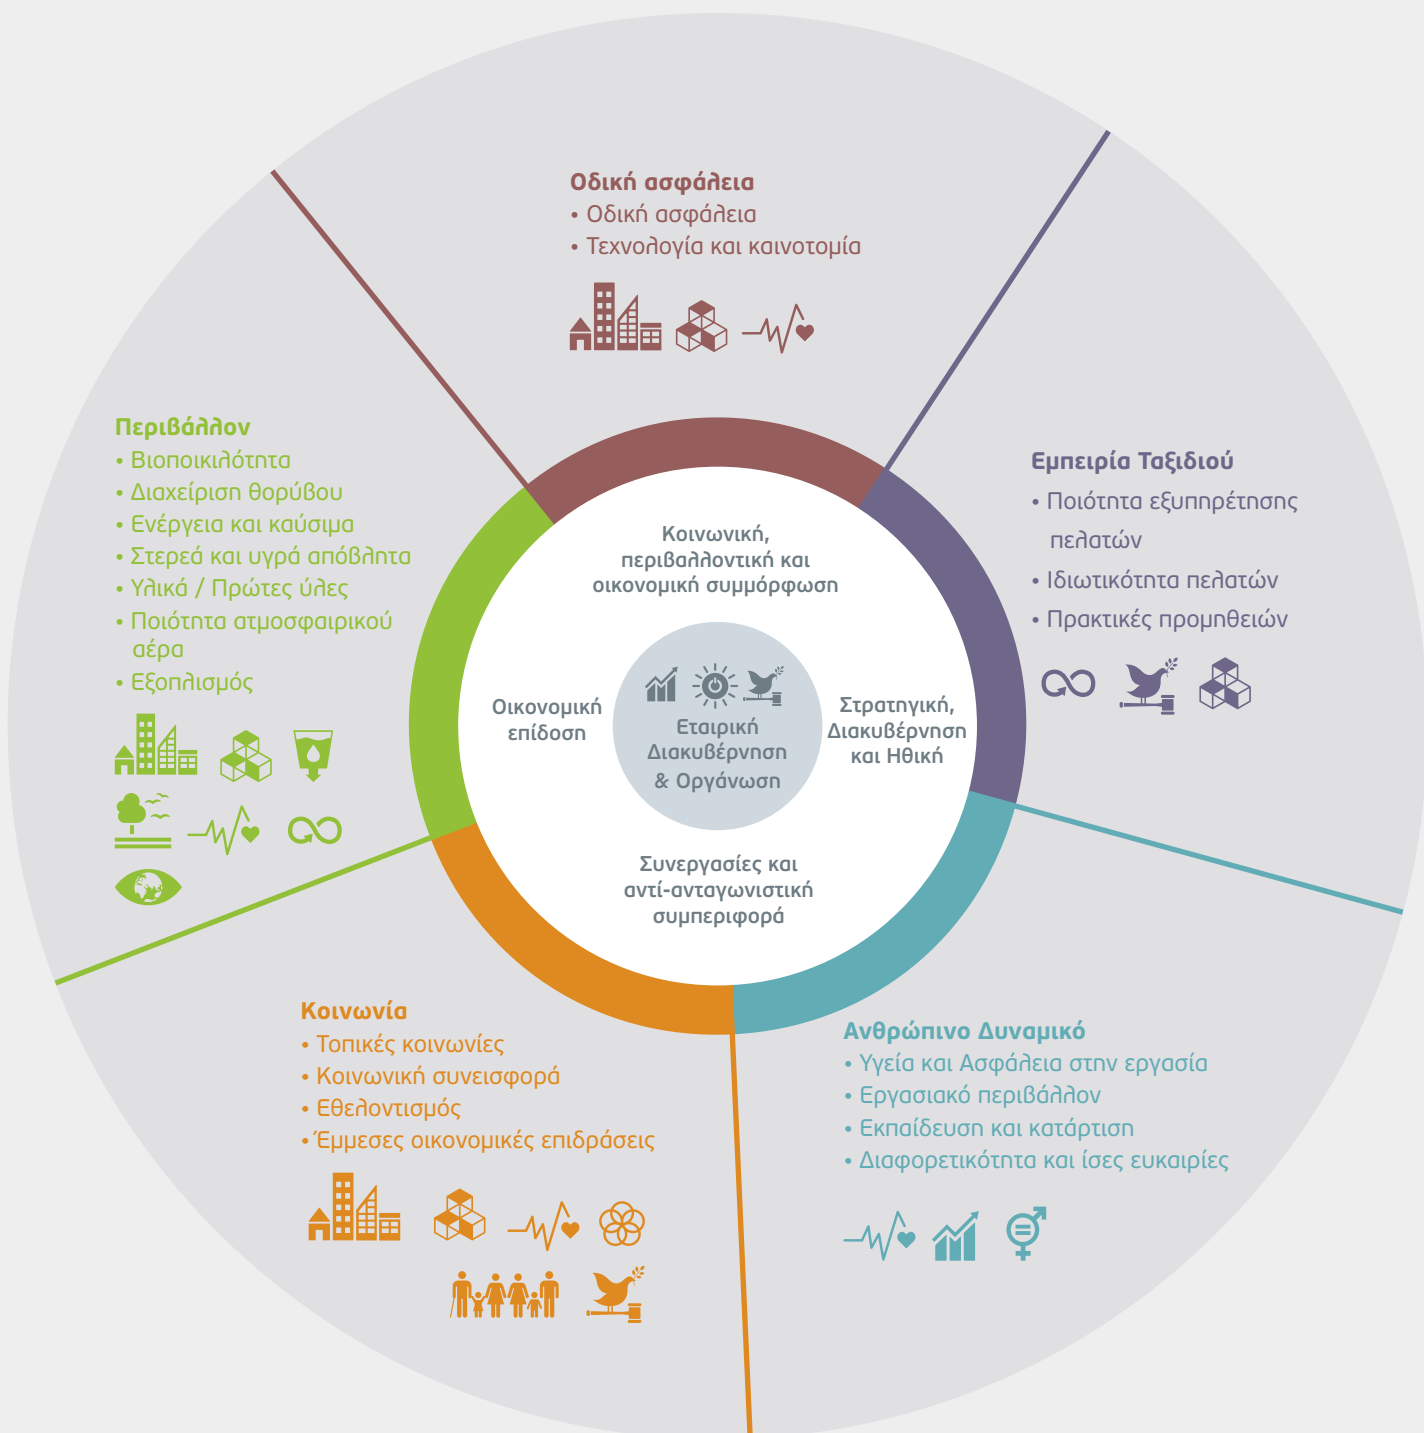 Οδική ασφάλεια
• Οδική ασφάλεια
• Τεχνολογία και καινοτομία
Εμπειρία Ταξιδιού
• Ποιότητα εξυπηρέτησης
πελατών
• Ιδιωτικότητα πελατών
• Πρακτικές προμηθειών
Περιβάλλον
• Βιοποικιλότητα
• Διαχείριση θορύβου
• Ενέργεια και καύσιμα
• Στερεά και υγρά απόβλητα
• Υλικά / Πρώτες ύλες
• Ποιότητα ατμοσφαιρικού
αέρα
• Εξοπλισμός
Κοινωνική,
περιβαλλοντική και
οικονομική συμμόρφωση
Οικονομική
επίδοση
Εταιρική
Διακυβέρνηση
& Οργάνωση
Στρατηγική,
Διακυβέρνηση
και Ηθική
Συνεργασίες και
αντί-ανταγωνιστική
συμπεριφορά
Κοινωνία
• Τοπικές κοινωνίες
• Κοινωνική συνεισφορά
• Εθελοντισμός
• Έμμεσες οικονομικές επιδράσεις
Ανθρώπινο Δυναμικό
• Υγεία και Ασφάλεια στην εργασία
• Εργασιακό περιβάλλον
• Εκπαίδευση και κατάρτιση
• Διαφορετικότητα και ίσες ευκαιρίες